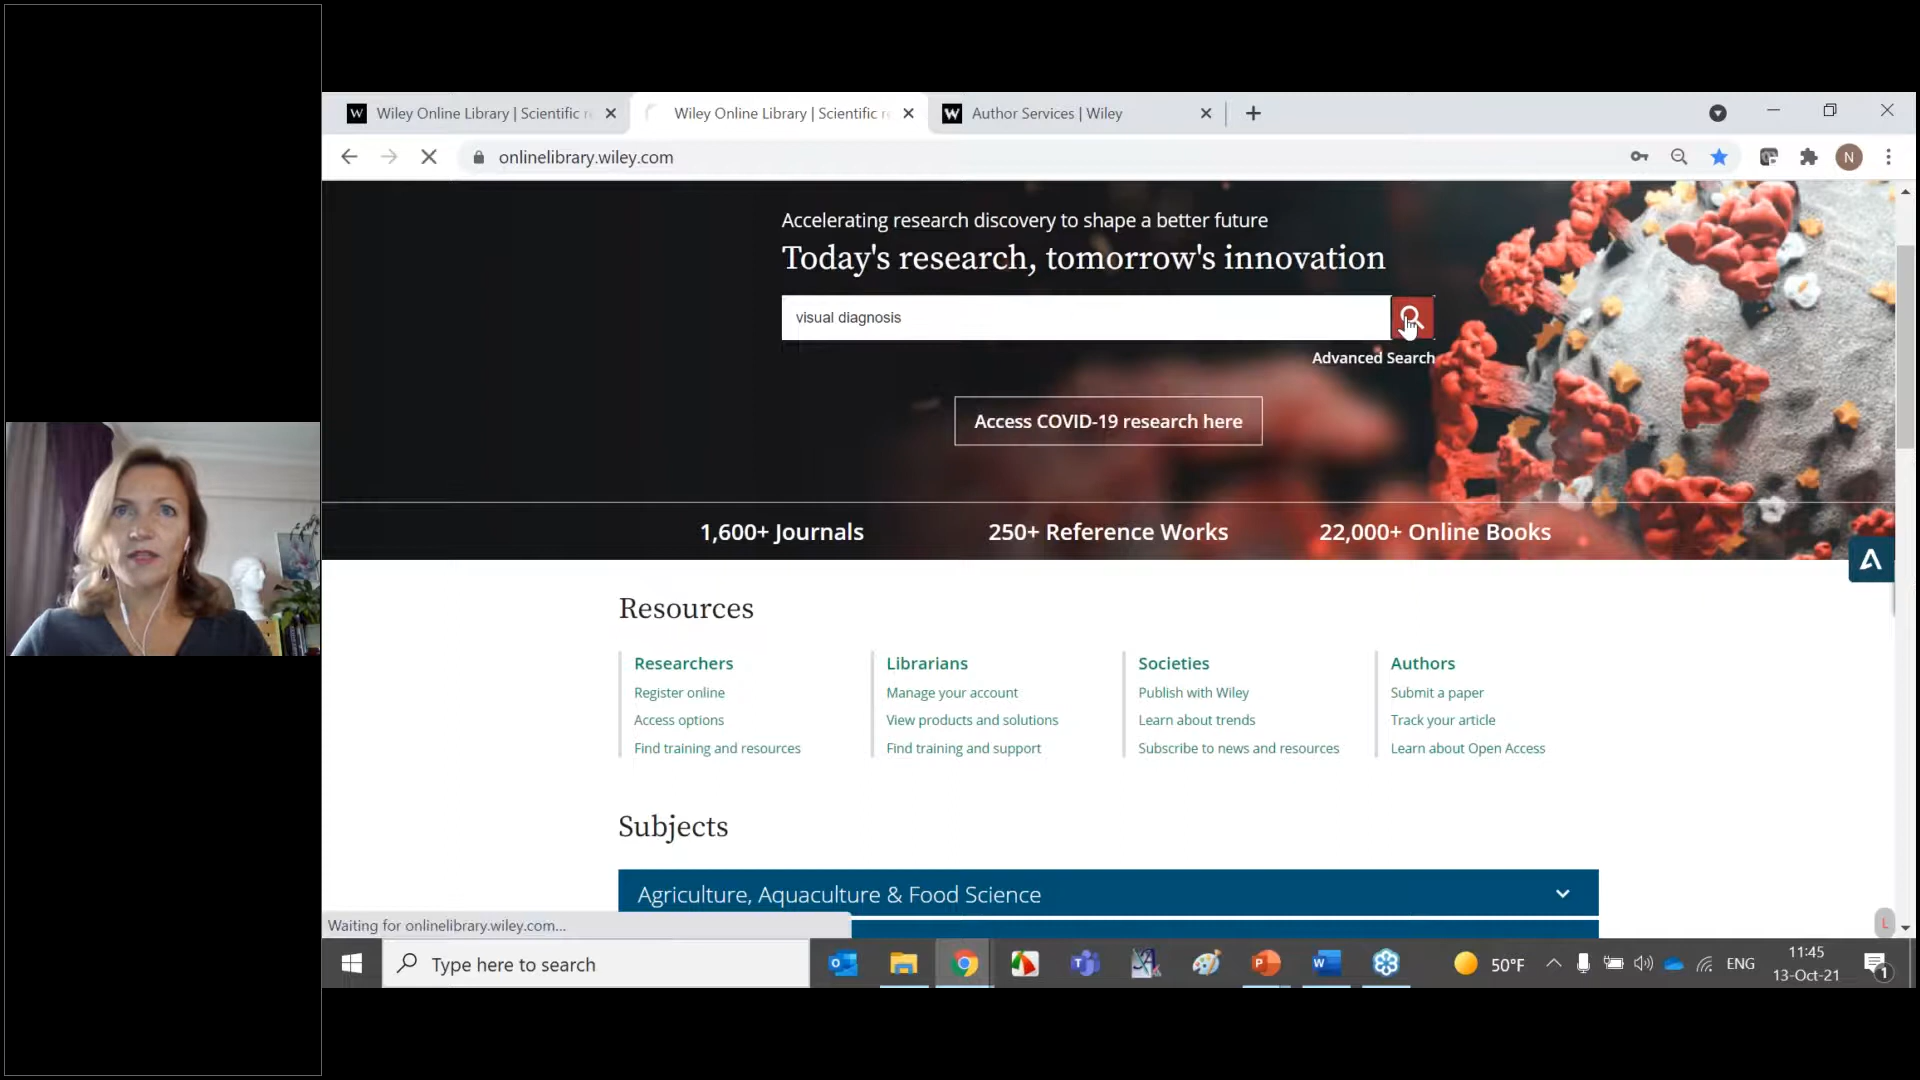 Wiley Online Library | Scientific
Wiley Online Library | Scientific
Author Services | Wiley
onlinelibrary.wiley.com
N
Accelerating research discovery to shape a better future
Today's research, tomorrow's innovation
visual diagnosis
Advanced Search
Access COVID-19 research here
1,600+ Journals
250+ Reference Works
22,000+ Online Books
Resources
Researchers
Register online
Access options
Find training and resources
Librarians
Manage your account
View products and solutions
Find training and support
Societies
Publish with Wiley
Learn about trends
Subscribe to news and resources
Authors
Submit a paper
Track your article
Learn about Open Access
Subjects
Agriculture, Aquaculture & Food Science
Waiting for onlinelibrary.wiley.com...
L
Type here to search
50°F
ENG
11:45
13-Oct-21
1